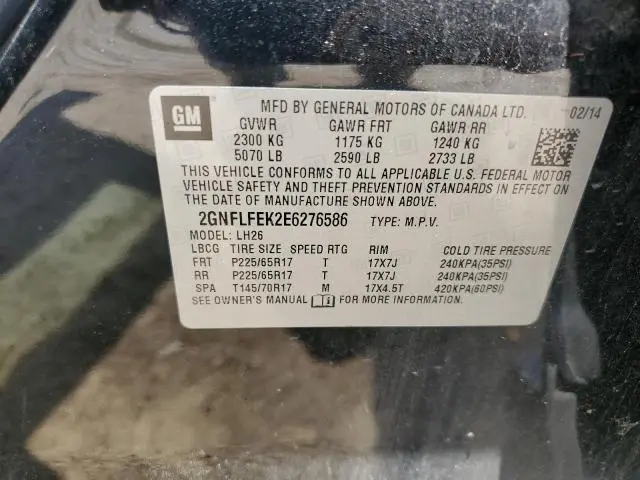 GM
MFD BY GENERAL MOTORS OF CANADA LTD. 02/14
GVWR GAWR FRT GAWR RR
2300 KG 1175 KG 1240 KG
5070 LB 2590 LB 2733 LB
THIS VEHICLE CONFORMS TO ALL APPLICABLE U.S. FEDERAL MOTOR
VEHICLE SAFETY AND THEFT PREVENTION STANDARDS IN EFFECT ON
THE DATE OF MANUFACTURE SHOWN ABOVE.
2GNFLFEK2E6276586 TYPE: M.P.V.
MODEL: LH26
LBCG TIRE SIZE SPEED RTG RIM COLD TIRE PRESSURE
FRT P225/65R17 T 17X7J 240KPA(35PSI)
RR P225/65R17 T 17X7J 240KPA(35PSI)
SPA T145/70R17 M 17X4.5T 420KPA(60PSI)
SEE OWNER'S MANUAL FOR MORE INFORMATION.